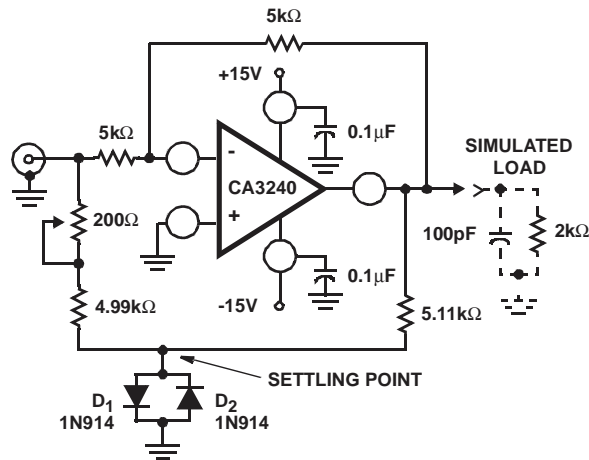 5kΩ
+15V
5kΩ
0.1μF
SIMULATED
LOAD
-
CA3240
+
200Ω
100pF
2kΩ
0.1μF
4.99kΩ
-15V
5.11kΩ
SETTLING POINT
D1
1N914
D2
1N914